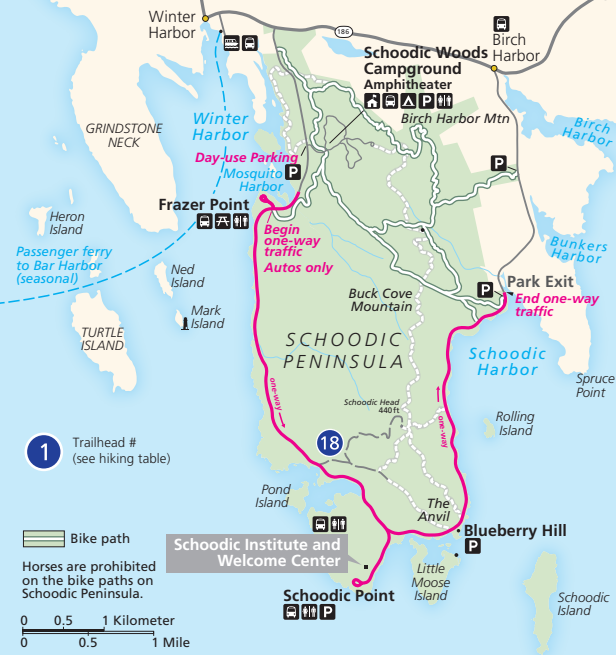 Winter
Harbor
186
Birch
Harbor
Schoodic Woods
Campground
Amphitheater
P
Birch Harbor Mtn
GRINDSTONE
NECK
Winter
Harbor
Birch
Harbor
Day-use Parking
P
Mosquito
Harbor
P
Frazer Point
Heron
Island
Begin
one-way
traffic
Autos only
Passenger ferry
to Bar Harbor
(seasonal)
Bunkers
Harbor
Ned
Island
Park Exit
P
End one-way
traffic
Buck Cove
Mountain
Mark
Island
TURTLE
ISLAND
SCHOODIC
PENINSULA
Schoodic
Harbor
Spruce
Point
one-way
Schoodic Head
440ft
one-way
Rolling
Island
18
1
Trailhead #
(see hiking table)
Pond
Island
The
Anvil
Blueberry Hill
P
Bike path
Schoodic Institute and
Welcome Center
Horses are prohibited
on the bike paths on
Schoodic Peninsula.
Little
Moose
Island
Schoodic Point
P
Schoodic
Island
0 0.5 1 Kilometer
0 0.5 1 Mile